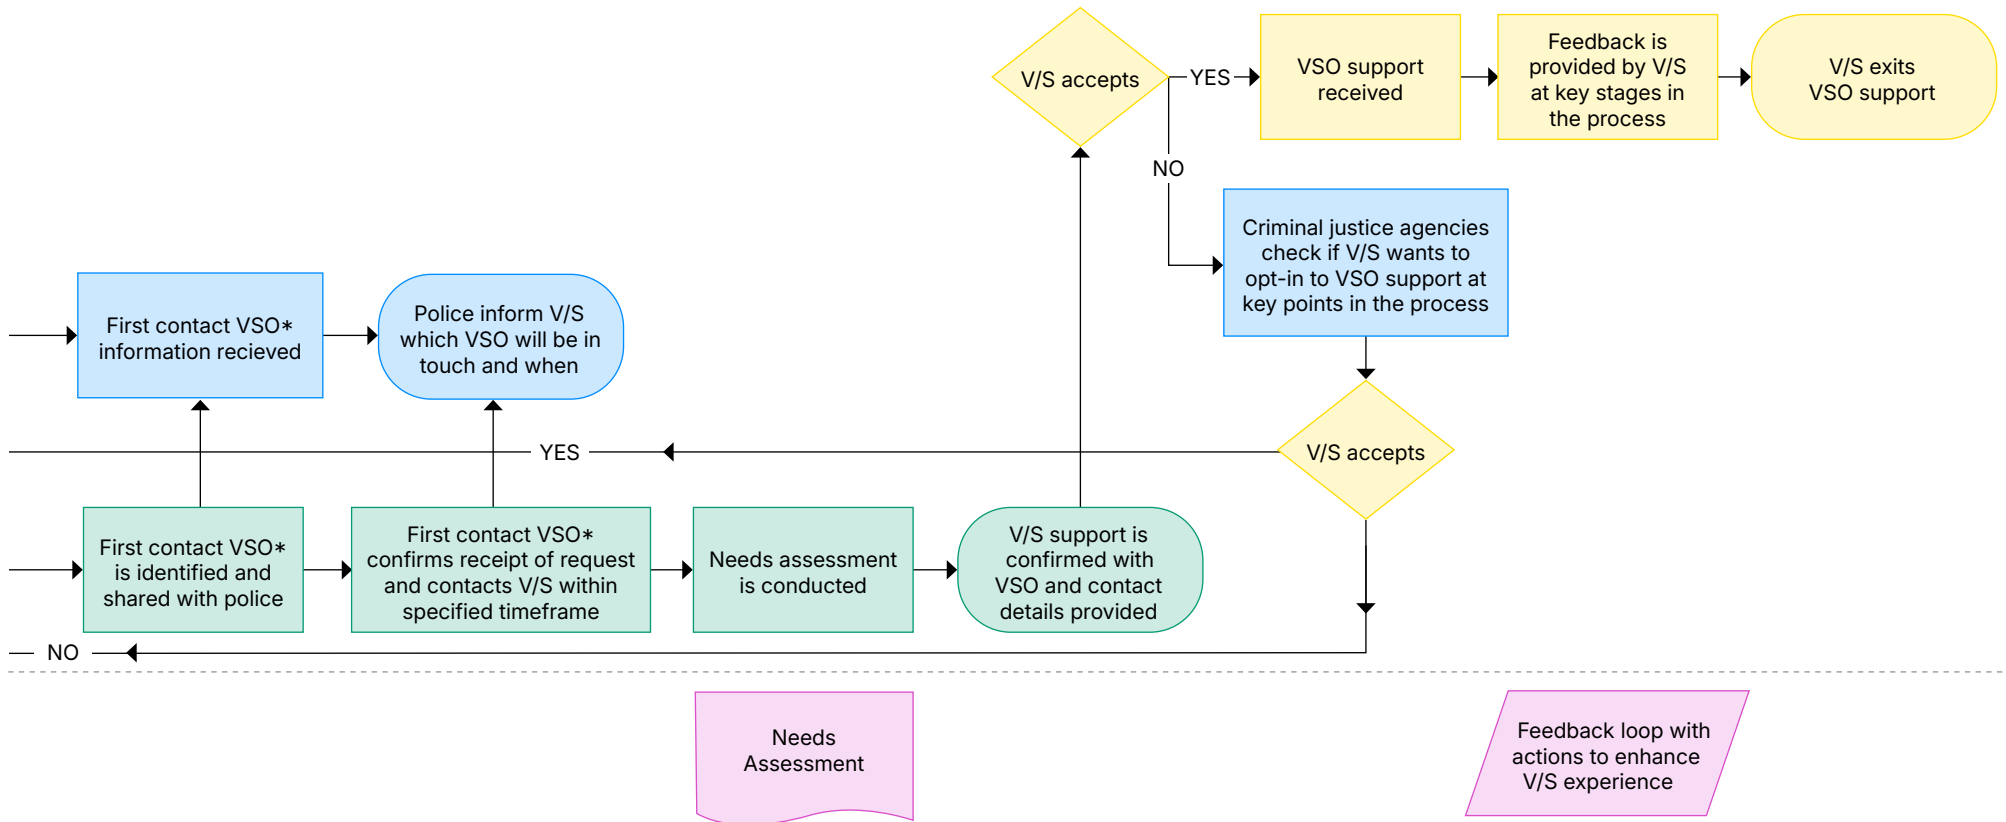 V/S accepts
YES
VSO support
received
Feedback is
provided by V/S
at key stages in
the process
V/S exits
VSO support
NO
Criminal justice agencies
check if V/S wants to
opt-in to VSO support at
key points in the process
First contact VSO*
information recieved
Police inform V/S
which VSO will be in
touch and when
YES
V/S accepts
First contact VSO*
is identified and
shared with police
First contact VSO*
confirms receipt of request
and contacts V/S within
specified timeframe
Needs assessment
is conducted
V/S support is
confirmed with
VSO and contact
details provided
NO
Needs
Assessment
Feedback loop with
actions to enhance
V/S experience